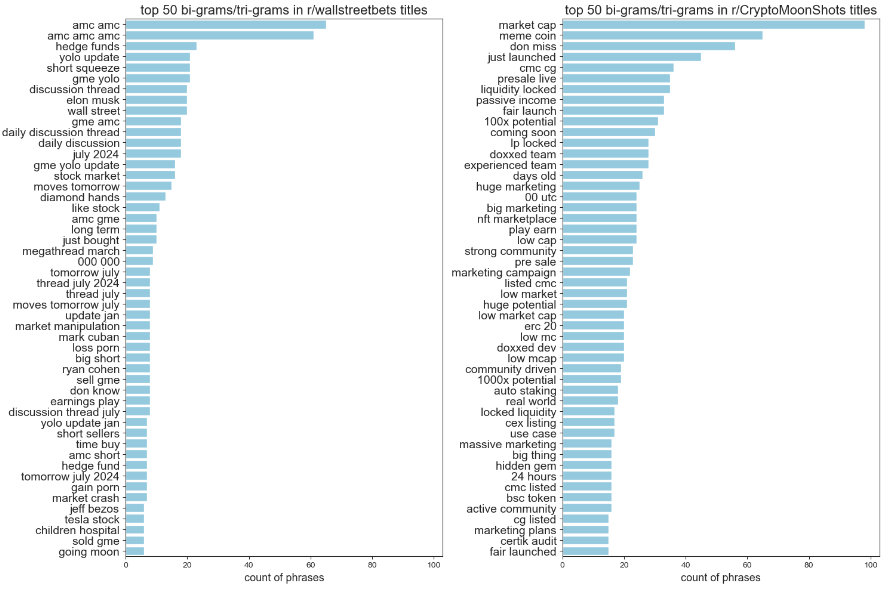 top 50 bi-grams/tri-grams in r/wallstreetbets titles
amc amc
amc amc amc
hedge funds
yolo update
short squeeze
gme yolo
discussion thread
elon musk
wall street
gme amc
daily discussion thread
daily discussion
july 2024
gme yolo update
stock market
moves tomorrow
diamond hands
like stock
amc gme
long term
just bought
megathread march
000 000
tomorrow july
thread july 2024
thread july
moves tomorrow july
update jan
market manipulation
mark cuban
loss porn
big short
ryan cohen
sell gme
don know
earnings play
discussion thread july
yolo update jan
short sellers
time buy
amc short
hedge fund
tomorrow july 2024
gain porn
market crash
jeff bezos
tesla stock
children hospital
sold gme
going moon
0 20 40 60 80 100
count of phrases
top 50 bi-grams/tri-grams in r/CryptoMoonShots titles
market cap
meme coin
don miss
just launched
cmc cg
presale live
liquidity locked
passive income
fair launch
100x potential
coming soon
lp locked
doxxed team
experienced team
days old
huge marketing
00 utc
big marketing
nft marketplace
play earn
low cap
strong community
pre sale
marketing campaign
listed cmc
low market
huge potential
low market cap
erc 20
low mc
doxxed dev
low mcap
community driven
1000x potential
auto staking
real world
locked liquidity
cex listing
use case
massive marketing
big thing
hidden gem
24 hours
cmc listed
bsc token
active community
cg listed
marketing plans
certik audit
fair launched
0 20 40 60 80 100
count of phrases